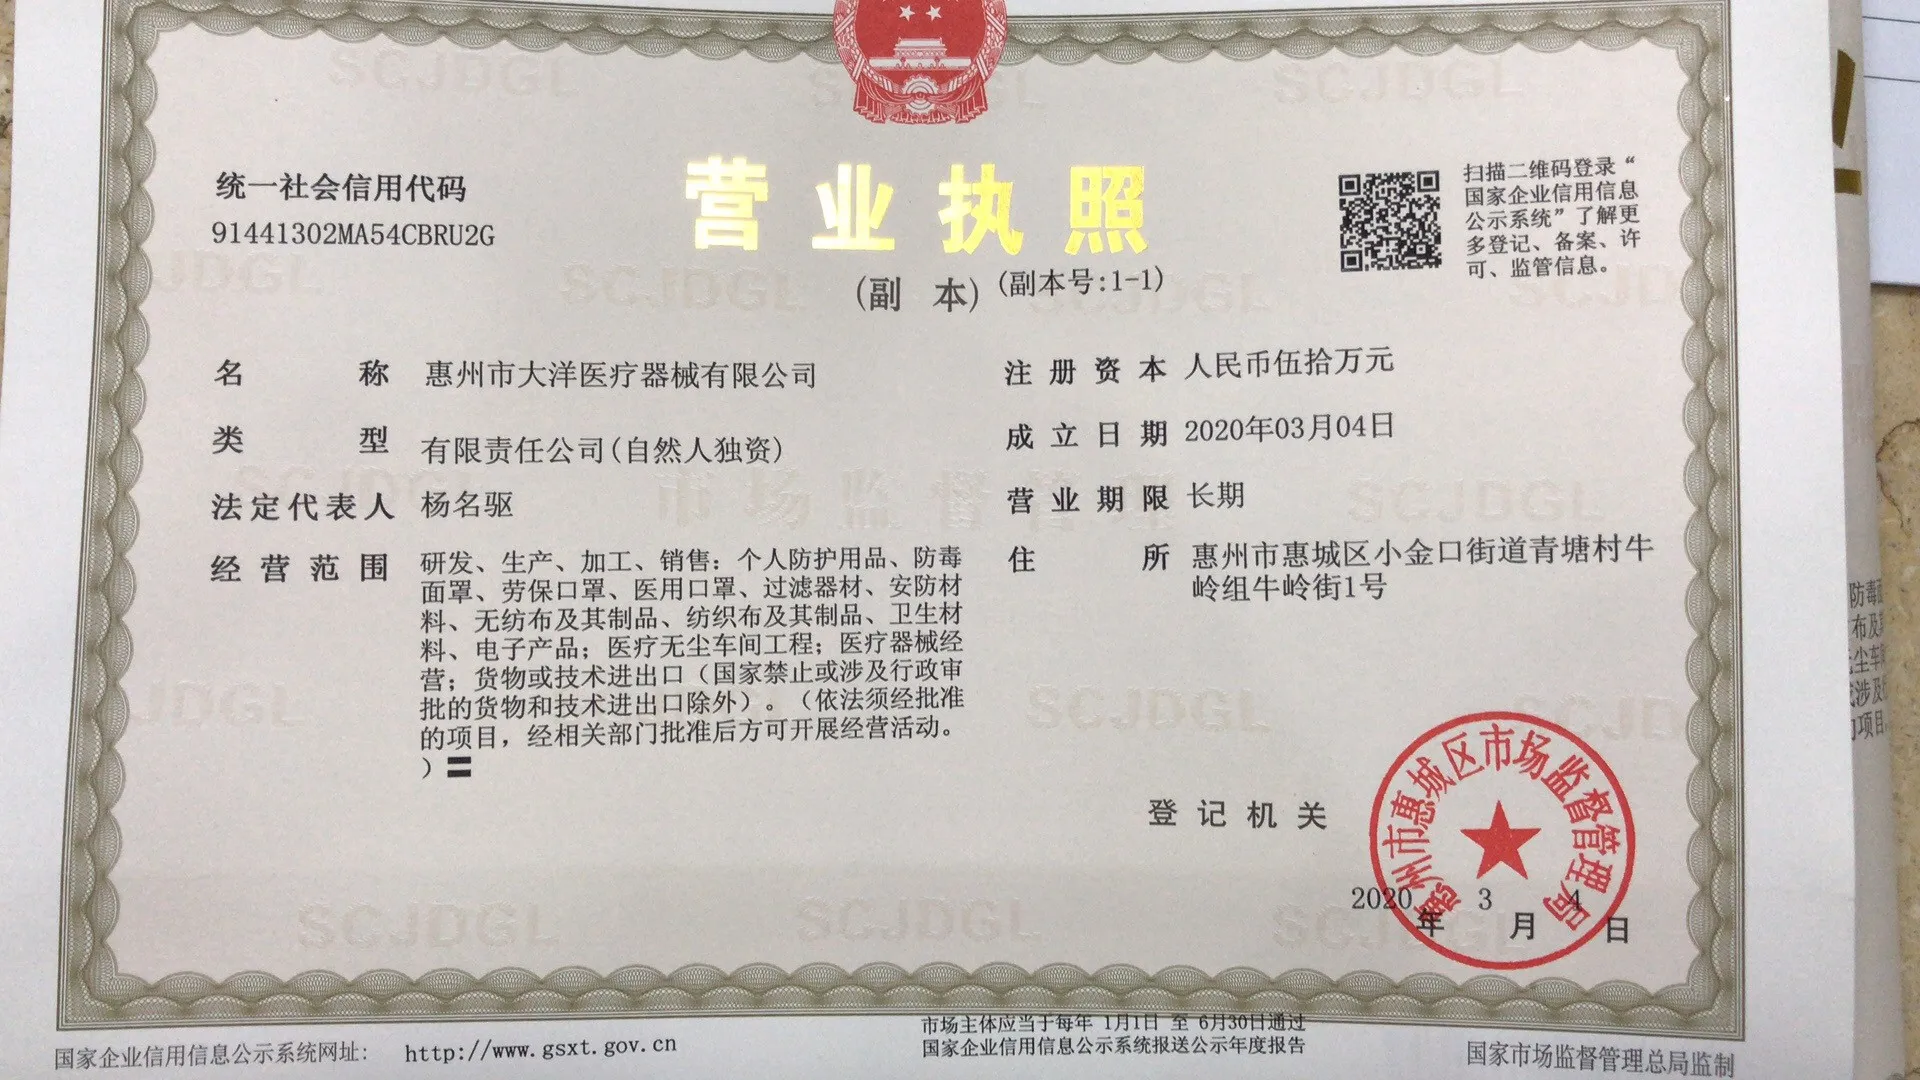 统一社会信用代码
91441302MA54CBRU2G
营业执照
(副 本) (副本号:1-1)
扫描二维码登录“
国家企业信用信息
公示系统”了解更
多登记、备案、许
可、监管信息。
名称 惠州市大洋医疗器械有限公司
类型 有限责任公司(自然人独资)
法定代表人 杨名驱
经营范围 研发、生产、加工、销售：个人防护用品、防毒
面罩、劳保口罩、医用口罩、过滤器材、安防材
料、无纺布及其制品、纺织布及其制品、卫生材
料、电子产品；医疗无尘车间工程；医疗器械经
营；货物或技术进出口（国家禁止或涉及行政审
批的货物和技术进出口除外）。（依法须经批准
的项目，经相关部门批准后方可开展经营活动。
）〓
注册资本 人民币伍拾万元
成立日期 2020年03月04日
营业期限 长期
住所 惠州市惠城区小金口街道青塘村牛
岭组牛岭街1号
登记机关
惠州市惠城区市场监督管理局
2020年3月4日
国家企业信用信息公示系统网址: http://www.gsxt.gov.cn
市场主体应当于每年 1月1日 至 6月30日通过
国家企业信用信息公示系统报送公示年度报告
国家市场监督管理总局监制
SCJDGL
市场监督管理